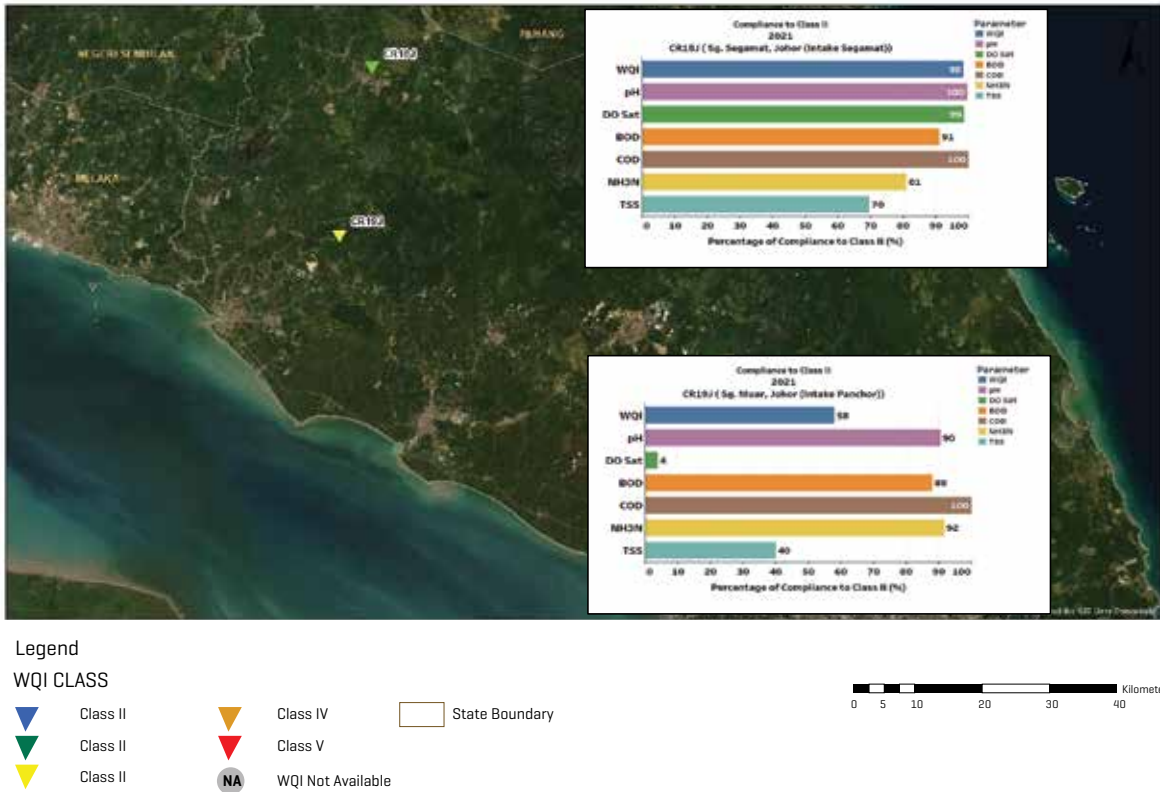 NEGERI SEMBILAN
PAHANG
MELAKA
CR18J
CR19J
Compliance to Class II
2021
CR18J ( Sg. Segamat, Johor (Intake Segamat))
Parameter
WQI
pH
DO Sat
BOD
COD
NH3N
TSS
WQI
pH 100
DO Sat 99
BOD 91
COD 100
NH3N 81
TSS 70
0 10 20 30 40 50 60 70 80 90 100
Percentage of Compliance to Class II (%)
Compliance to Class II
2021
CR19J ( Sg. Muar, Johor (Intake Panchor))
Parameter
WQI
pH
DO Sat
BOD
COD
NH3N
TSS
WQI 58
pH 90
DO Sat 4
BOD
COD 100
NH3N 92
TSS 40
0 10 20 30 40 50 60 70 80 90 100
Percentage of Compliance to Class II (%)
Legend
WQI CLASS
Class II
Class II
Class II
Class IV
Class V
NA WQI Not Available
State Boundary
Kilomete
0 5 10 20 30 40